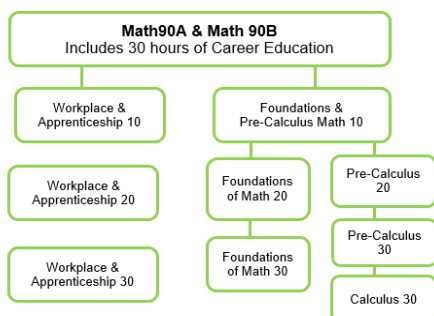 Math90A & Math 90B
Includes 30 hours of Career Education
Workplace &
Apprenticeship 10
Foundations &
Pre-Calculus Math 10
Workplace &
Apprenticeship 20
Foundations
of Math 20
Pre-Calculus
20
Workplace &
Apprenticeship 30
Foundations
of Math 30
Pre-Calculus
30
Calculus 30